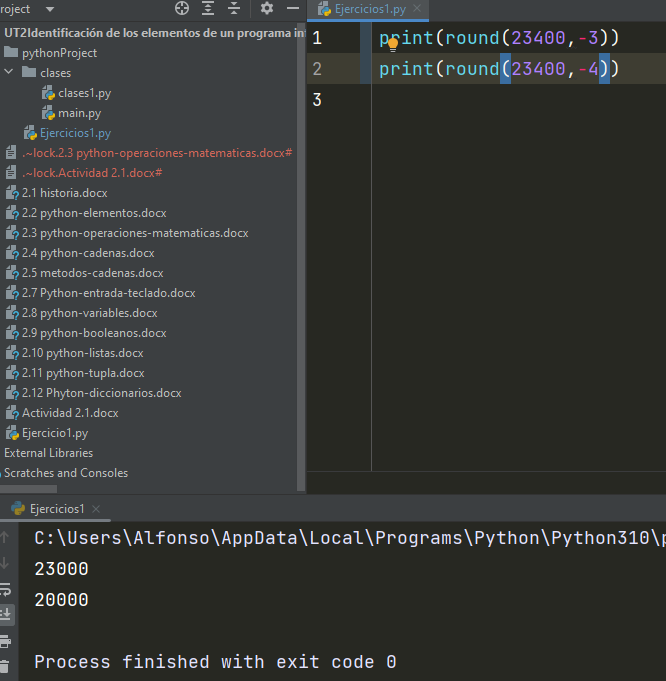 roject
UT2Identificación de los elementos de un programa in
pythonProject
clases
clases1.py
main.py
Ejercicios1.py
.~lock.2.3 python-operaciones-matematicas.docx#
.~lock.Actividad 2.1.docx#
2.1 historia.docx
2.2 python-elementos.docx
2.3 python-operaciones-matematicas.docx
2.4 python-cadenas.docx
2.5 metodos-cadenas.docx
2.7 Python-entrada-teclado.docx
2.8 python-variables.docx
2.9 python-booleanos.docx
2.10 python-listas.docx
2.11 python-tupla.docx
2.12 Phyton-diccionarios.docx
Actividad 2.1.docx
Ejercicio1.py
External Libraries
Scratches and Consoles
Ejercicios1.py
1 print(round(23400,-3))
2 print(round(23400,-4))
3
Ejercicios1
C:\Users\Alfonso\AppData\Local\Programs\Python\Python310\p
23000
20000
Process finished with exit code 0